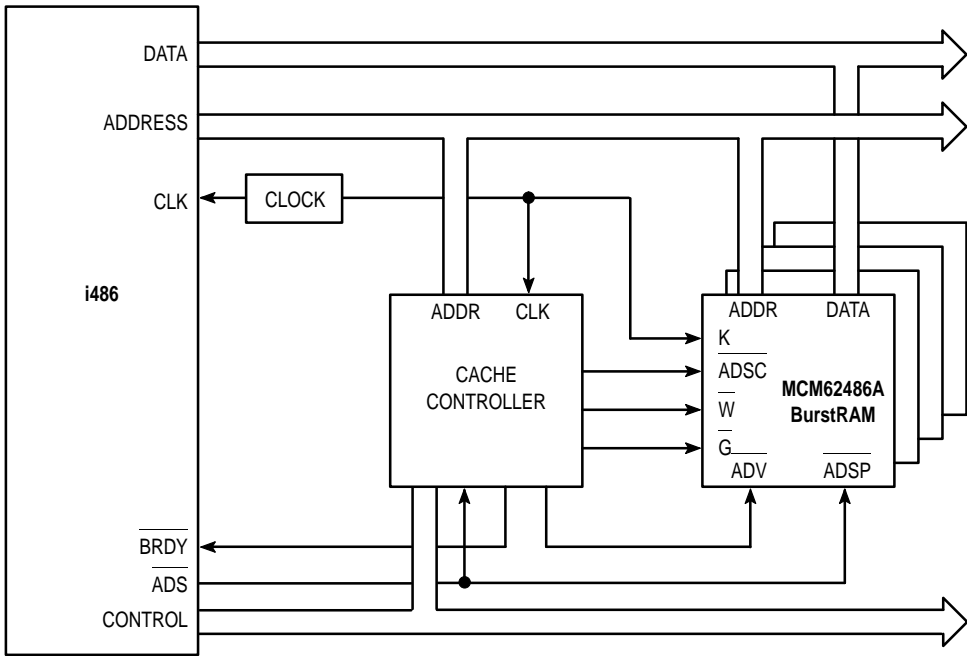 DATA
ADDRESS
CLK
CLOCK
i486
ADDR CLK
ADDR DATA
K
CACHE
CONTROLLER
ADSC
MCM62486A
BurstRAM
W
G
ADV
ADSP
BRDY
ADS
CONTROL